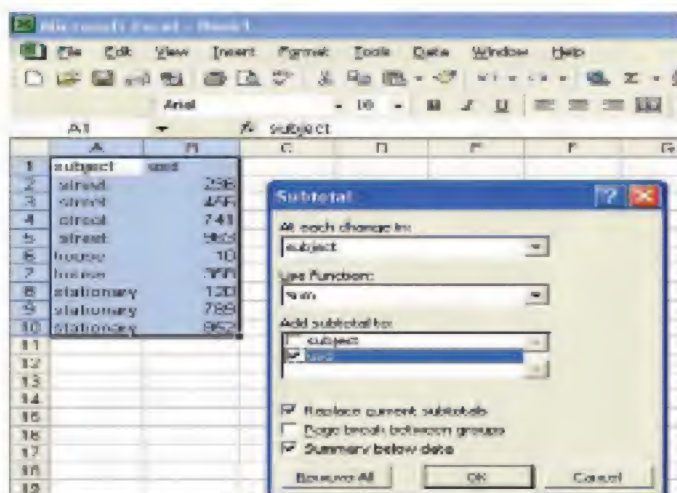 Microsoft Excel - Book1
File Edit View Insert Format Tools Data Window Help
Arial 10 B I U
A1 fx subject
A B C D E F G
1 subject
2 street
3 street
4 street 741
5 street
6 house 10
7 house
8 stationary 120
9 stationary 789
10 stationary
11
12
13
14
15
16
17
18
19
Subtotal
At each change in:
subject
Use Function:
Sum
Add subtotal to:
subject
Replace current subtotals
Page break between groups
Summary below data
Remove All OK Cancel